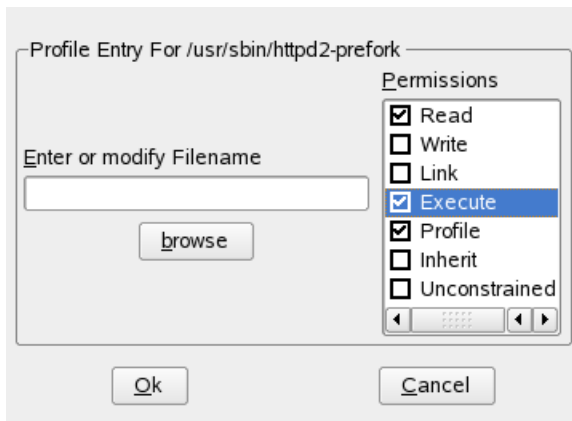 Profile Entry For /usr/sbin/httpd2-prefork
Permissions
Read
Write
Link
Execute
Profile
Inherit
Unconstrained
Enter or modify Filename
browse
Ok
Cancel